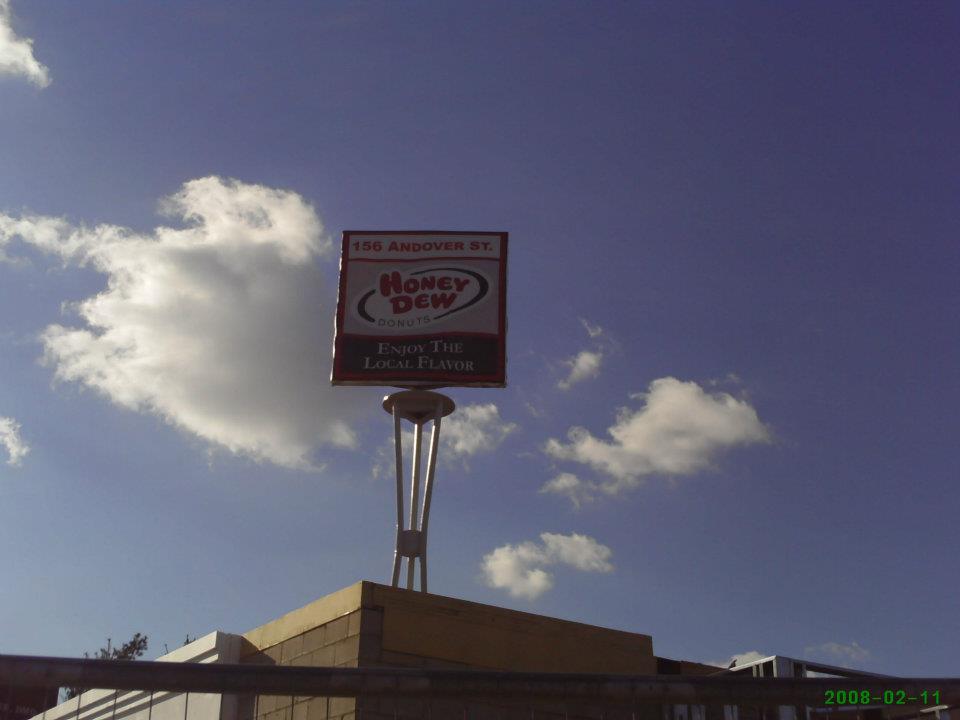 156 ANDOVER ST.
HONEY
DEW
DONUTS
ENJOY THE
LOCAL FLAVOR
2008-02-11